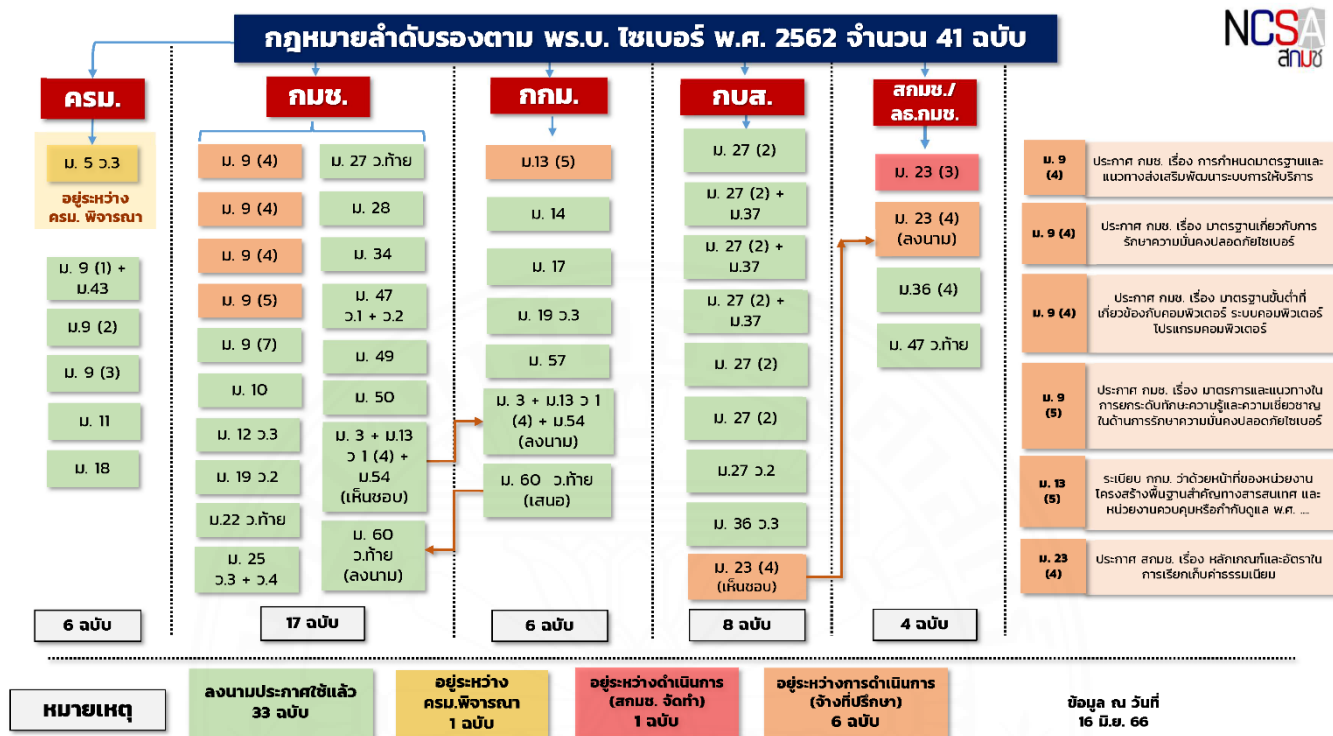 กฎหมายลำดับรองตาม พร.บ. ไซเบอร์ พ.ศ. 2562 จำนวน 41 ฉบับ
NCSA
สกมช
ครม.
ม. 5 ว.3
อยู่ระหว่าง
ครม. พิจารณา
ม. 9 (1) +
ม.43
ม.9 (2)
ม. 9 (3)
ม. 11
ม. 18
6 ฉบับ
กมช.
ม. 9 (4)
ม. 9 (4)
ม. 9 (4)
ม. 9 (5)
ม. 9 (7)
ม. 10
ม. 12 ว.3
ม. 19 ว.2
ม.22 ว.ท้าย
ม. 25
ว.3 + ว.4
ม. 27 ว.ท้าย
ม. 28
ม. 34
ม. 47
ว.1 + ว.2
ม. 49
ม. 50
ม. 3 + ม.13
ว 1 (4) +
ม.54
(เห็นชอบ)
ม. 60
ว.ท้าย
(ลงนาม)
17 ฉบับ
กกม.
ม.13 (5)
ม. 14
ม. 17
ม. 19 ว.3
ม. 57
ม. 3 + ม.13 ว 1
(4) + ม.54
(ลงนาม)
ม. 60 ว.ท้าย
(เสนอ)
6 ฉบับ
กบส.
ม. 27 (2)
ม. 27 (2) +
ม.37
ม. 27 (2) +
ม.37
ม. 27 (2) +
ม.37
ม. 27 (2)
ม. 27 (2)
ม.27 ว.2
ม. 36 ว.3
ม. 23 (4)
(เห็นชอบ)
8 ฉบับ
สกมช./
ลธ.กมช.
ม. 23 (3)
ม. 23 (4)
(ลงนาม)
ม.36 (4)
ม. 47 ว.ท้าย
4 ฉบับ
ม. 9
(4)
ประกาศ กมช. เรื่อง การกำหนดมาตรฐานและ
แนวทางส่งเสริมพัฒนาระบบการให้บริการ
ม. 9 (4)
ประกาศ กมช. เรื่อง มาตรฐานเกี่ยวกับการ
รักษาความมั่นคงปลอดภัยไซเบอร์
ม. 9 (4)
ประกาศ กมช. เรื่อง มาตรฐานขั้นต่ำที่
เกี่ยวข้องกับคอมพิวเตอร์ ระบบคอมพิวเตอร์
โปรแกรมคอมพิวเตอร์
ม. 9
(5)
ประกาศ กมช. เรื่อง มาตรการและแนวทางใน
การยกระดับทักษะความรู้และความเชี่ยวชาญ
ในด้านการรักษาความมั่นคงปลอดภัยไซเบอร์
ม. 13
(5)
ระเบียบ กกม. ว่าด้วยหน้าที่ของหน่วยงาน
โครงสร้างพื้นฐานสำคัญทางสารสนเทศ และ
หน่วยงานควบคุมหรือกำกับดูแล พ.ศ. ....
ม. 23
(4)
ประกาศ สกมช. เรื่อง หลักเกณฑ์และอัตราใน
การเรียกเก็บค่าธรรมเนียม
หมายเหตุ
ลงนามประกาศใช้แล้ว
33 ฉบับ
อยู่ระหว่าง
ครม.พิจารณา
1 ฉบับ
อยู่ระหว่างดำเนินการ
(สกมช. จัดทำ)
1 ฉบับ
อยู่ระหว่างการดำเนินการ
(จ้างที่ปรึกษา)
6 ฉบับ
ข้อมูล ณ วันที่
16 มิ.ย. 66